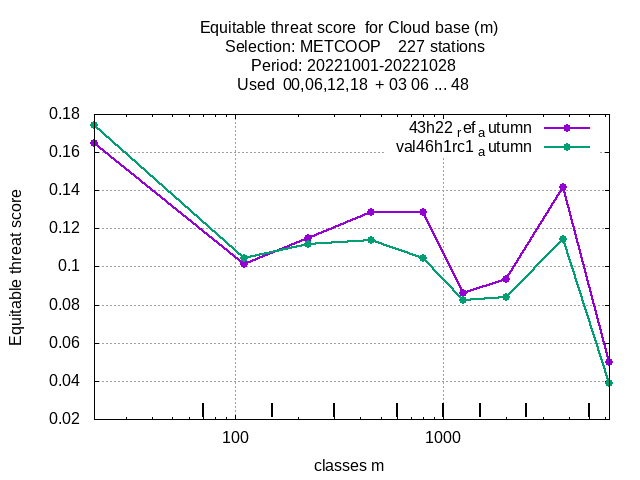 Equitable threat score for Cloud base (m)
Selection: METCOOP 227 stations
Period: 20221001-20221028
Used 00,06,12,18 + 03 06 ... 48
43h22 ref autumn
val46h1rc1 autumn
Equitable threat score
0.18
0.16
0.14
0.12
0.1
0.08
0.06
0.04
0.02
100 1000
classes m